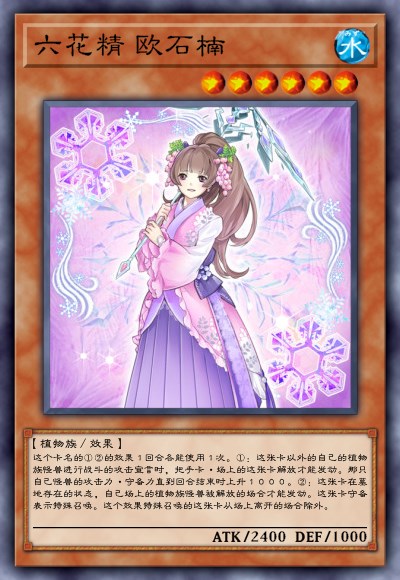 六花精 欧石楠
水
【植物族／效果】
这个卡名的①②的效果1回合各能使用1次。①：这张卡以外的自己的植物
族怪兽进行战斗的攻击宣言时，把手卡·场上的这张卡解放才能发动。那只
自己怪兽的攻击力·守备力直到回合结束时上升1000。②：这张卡在墓
地存在的状态，自己场上的植物族怪兽被解放的场合才能发动。这张卡守备
表示特殊召唤。这个效果特殊召唤的这张卡从场上离开的场合除外。
ATK/2400 DEF/1000